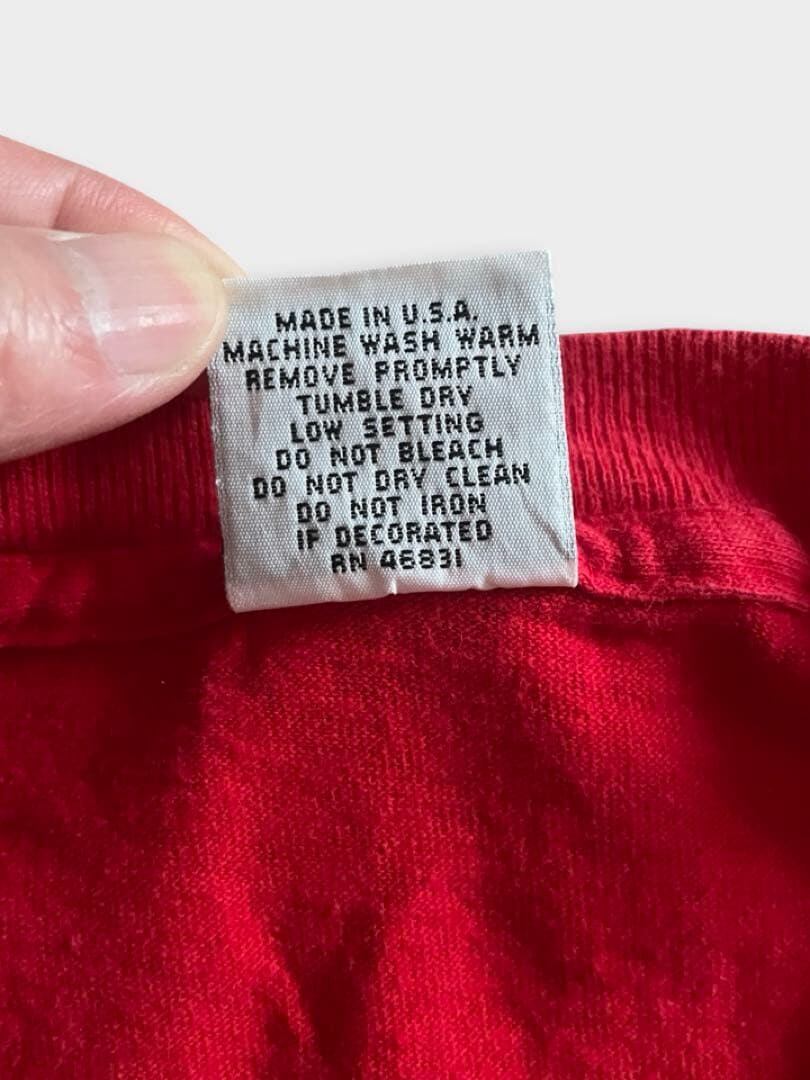 MADE IN U.S.A.
MACHINE WASH WARM
REMOVE PROMPTLY
TUMBLE DRY
LOW SETTING
DO NOT BLEACH
DO NOT DRY CLEAN
DO NOT IRON
IF DECORATED
RN 46831